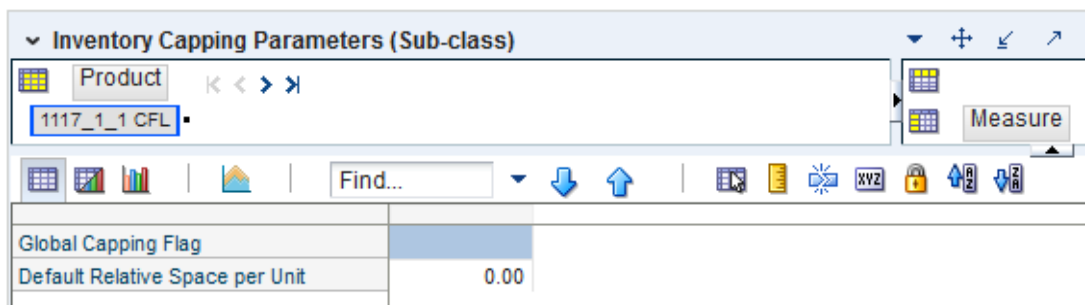 Inventory Capping Parameters (Sub-class)
Product
1117_1_1 CFL
Measure
Find...
XYZ
A
Z
Z
A
Global Capping Flag
Default Relative Space per Unit 0.00